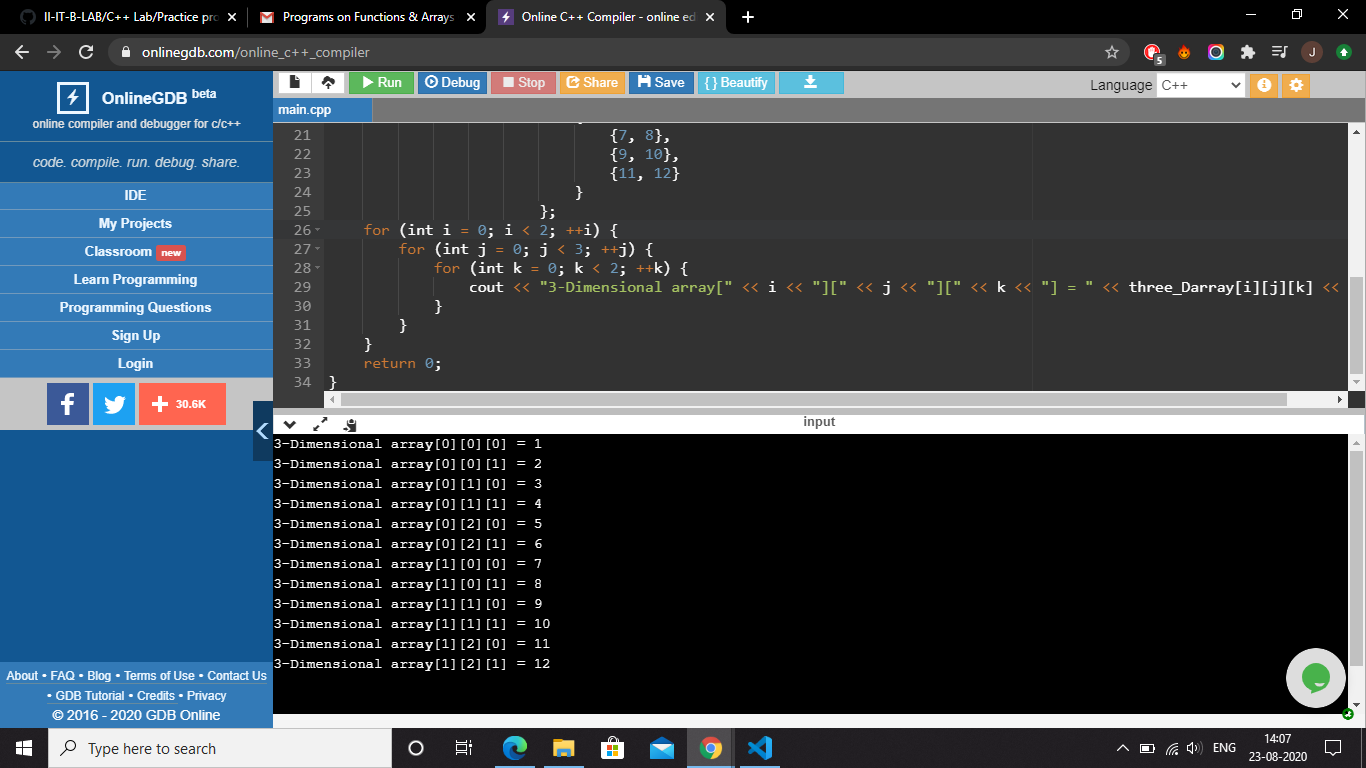 II-IT-B-LAB/C++ Lab/Practice pro
Programs on Functions & Arrays
Online C++ Compiler - online ed
onlinegdb.com/online_c++_compiler
5
J
OnlineGDB beta
online compiler and debugger for c/c++
code. compile. run. debug. share.
IDE
My Projects
Classroom new
Learn Programming
Programming Questions
Sign Up
Login
f
30.6K
About • FAQ • Blog • Terms of Use • Contact Us
• GDB Tutorial • Credits • Privacy
© 2016 - 2020 GDB Online
Run
Debug
Stop
Share
Save
{ } Beautify
Language C++
main.cpp
21 {7, 8},
22 {9, 10},
23 {11, 12}
24 }
25 };
26 for (int i = 0; i < 2; ++i) {
27 for (int j = 0; j < 3; ++j) {
28 for (int k = 0; k < 2; ++k) {
29 cout << "3-Dimensional array[" << i << "][" << j << "][" << k << "] = " << three_Darray[i][j][k] <<
30 }
31 }
32 }
33 return 0;
34 }
input
3-Dimensional array[0][0][0] = 1
3-Dimensional array[0][0][1] = 2
3-Dimensional array[0][1][0] = 3
3-Dimensional array[0][1][1] = 4
3-Dimensional array[0][2][0] = 5
3-Dimensional array[0][2][1] = 6
3-Dimensional array[1][0][0] = 7
3-Dimensional array[1][0][1] = 8
3-Dimensional array[1][1][0] = 9
3-Dimensional array[1][1][1] = 10
3-Dimensional array[1][2][0] = 11
3-Dimensional array[1][2][1] = 12
Type here to search
ENG
14:07
23-08-2020